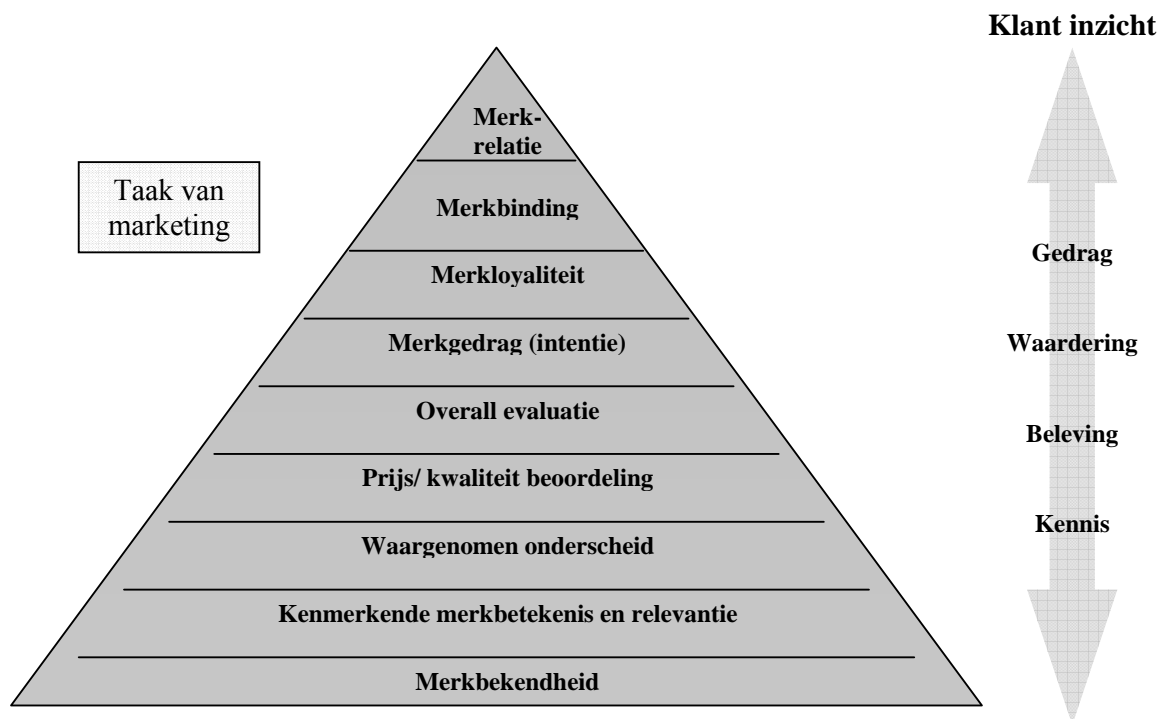 Klant inzicht
Merk-
relatie
Taak van
marketing
Merkbinding
Gedrag
Merkloyaliteit
Merkgedrag (intentie)
Waardering
Overall evaluatie
Beleving
Prijs/ kwaliteit beoordeling
Kennis
Waargenomen onderscheid
Kenmerkende merkbetekenis en relevantie
Merkbekendheid